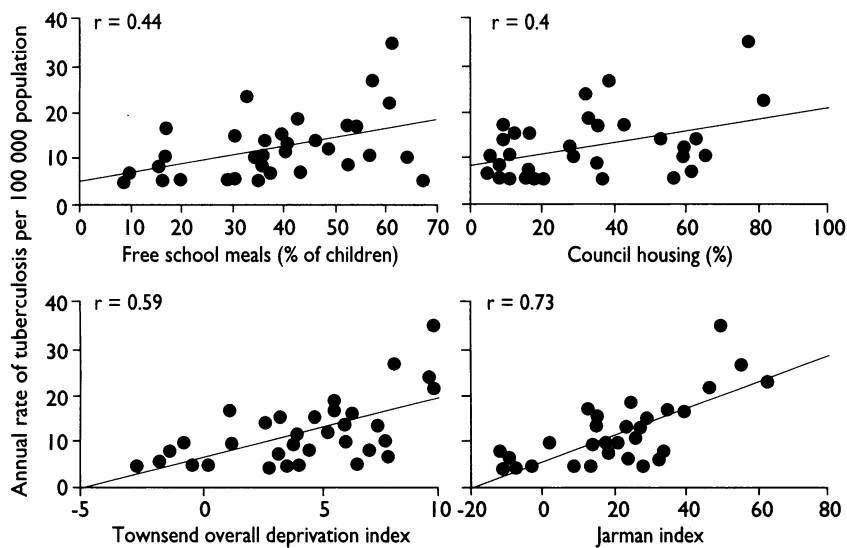 Annual rate of tuberculosis per 100 000 population
r = 0.44
40
30
20
10
0
0 10 20 30 40 50 60 70
Free school meals (% of children)
r = 0.4
0 20 40 60 80 100
Council housing (%)
r = 0.59
40
30
20
10
0
-5 0 5 10
Townsend overall deprivation index
r = 0.73
-20 0 20 40 60 80
Jarman index